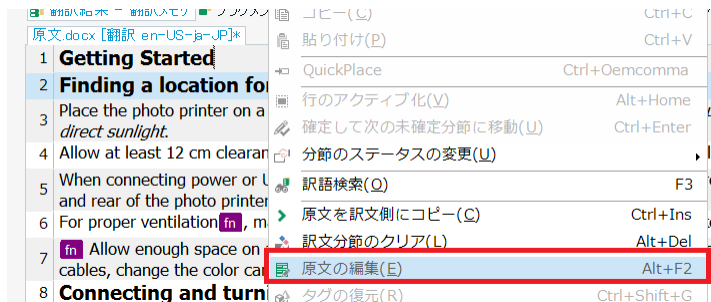 翻訳結果 - 翻訳メモリ
原文.docx [翻訳 en-US-ja-JP]*
1 Getting Started
2 Finding a location for
3 Place the photo printer on a
direct sunlight.
4 Allow at least 12 cm clearan
5 When connecting power or U
and rear of the photo printer
6 For proper ventilation fn , ma
7 fn Allow enough space on
cables, change the color car
8 Connecting and turni
コピー(C) Ctrl+C
貼り付け(P) Ctrl+V
QuickPlace Ctrl+Oemcomma
行のアクティブ化(V) Alt+Home
確定して次の未確定分節に移動(U) Ctrl+Enter
分節のステータスの変更(U)
訳語検索(O) F3
原文を訳文側にコピー(C) Ctrl+Ins
訳文分節のクリア(L) Alt+Del
原文の編集(E) Alt+F2
タグの復元(R) Ctrl+Shift+G